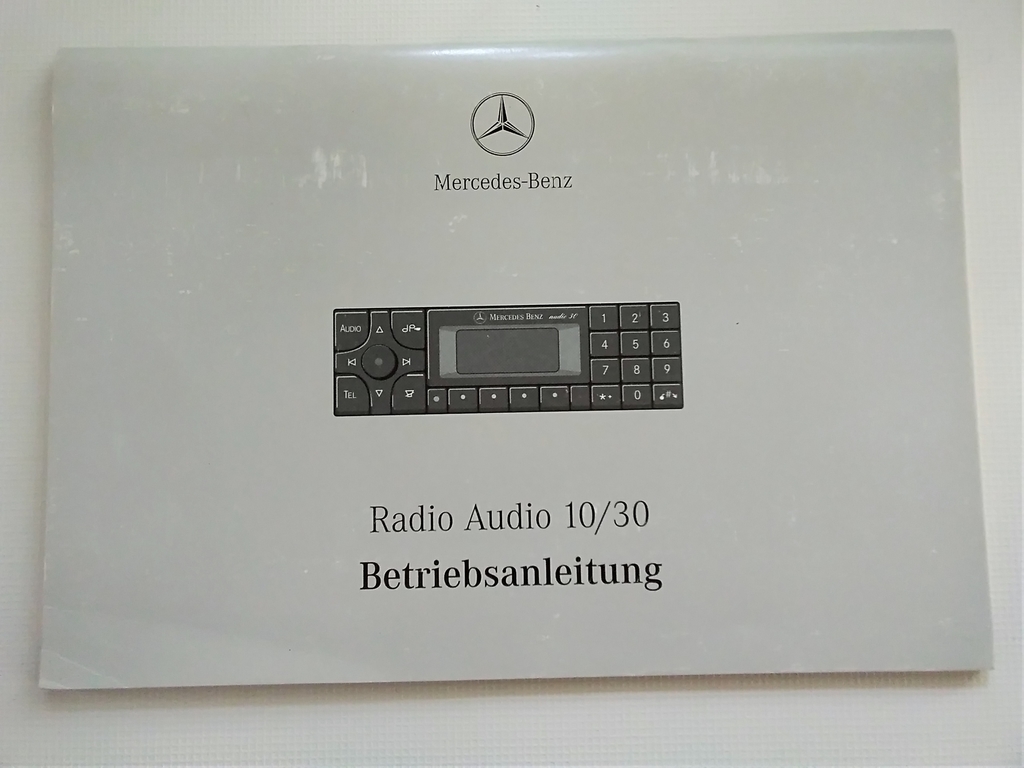 Mercedes-Benz
MERCEDES BENZ audio 30
AUDIO
1 2 3
4 5 6
7 8 9
TEL
* 0 #
Radio Audio 10/30
Betriebsanleitung